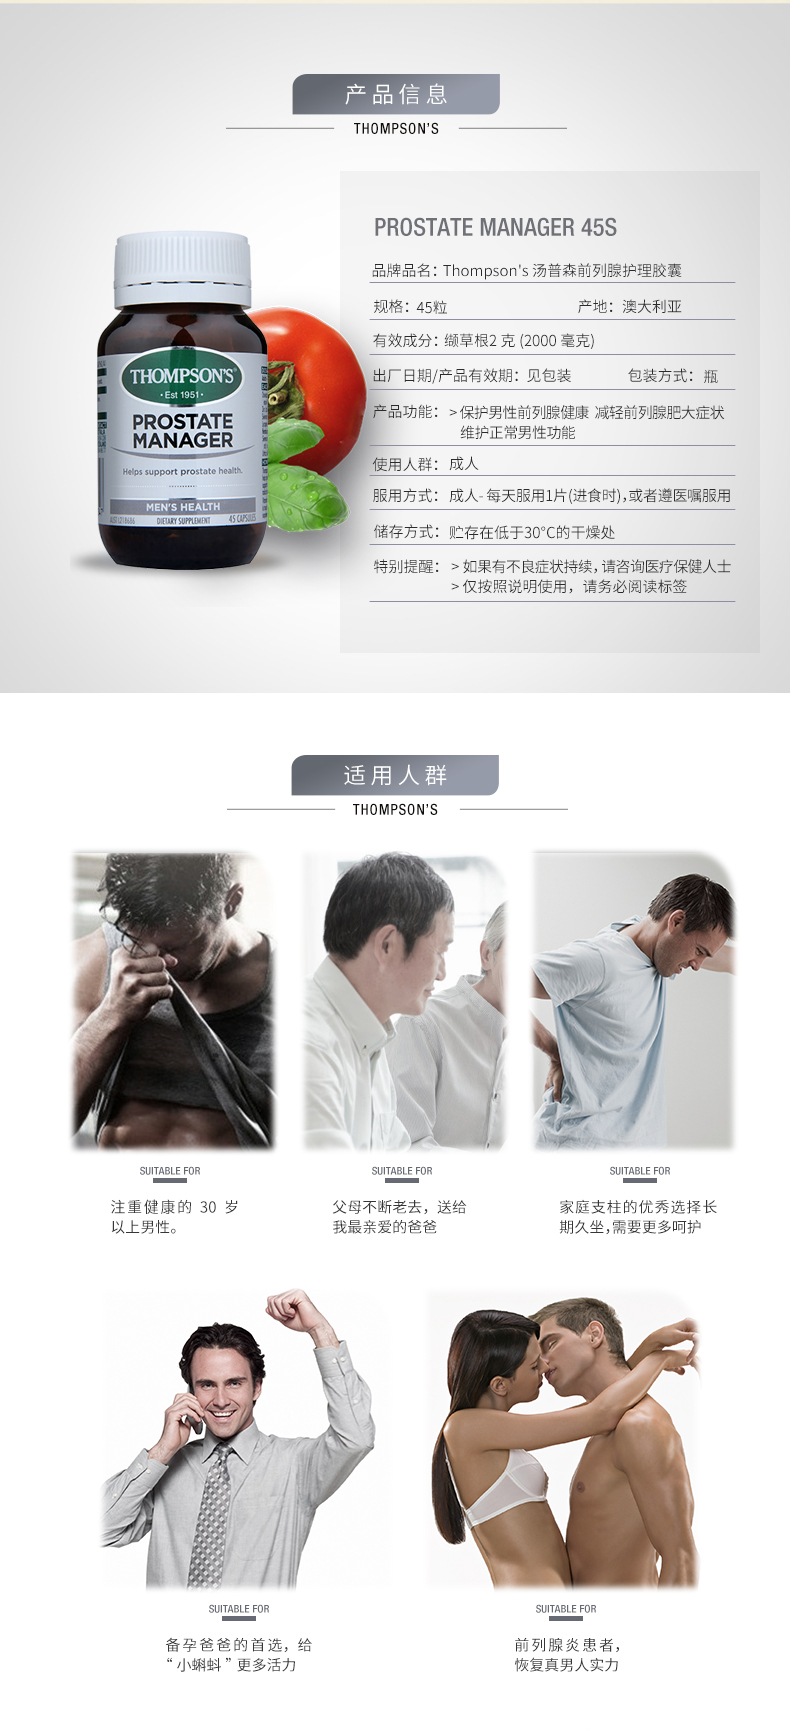 产品信息
THOMPSON'S
PROSTATE MANAGER 45S
品牌品名：Thompson's 汤普森前列腺护理胶囊
规格：45粒 产地：澳大利亚
有效成分：缬草根2 克 (2000 毫克)
出厂日期/产品有效期：见包装 包装方式：瓶
产品功能：> 保护男性前列腺健康 减轻前列腺肥大症状
维护正常男性功能
使用人群：成人
服用方式：成人- 每天服用1片(进食时)，或者遵医嘱服用
储存方式：贮存在低于30°C的干燥处
特别提醒：> 如果有不良症状持续，请咨询医疗保健人士
> 仅按照说明使用，请务必阅读标签
THOMPSON'S®
• Est 1951 •
PROSTATE
MANAGER
Helps support prostate health.
MEN'S HEALTH
DIETARY SUPPLEMENT 45 CAPSULES
适用人群
THOMPSON'S
SUITABLE FOR
注重健康的 30 岁
以上男性。
SUITABLE FOR
父母不断老去，送给
我最亲爱的爸爸
SUITABLE FOR
家庭支柱的优秀选择长
期久坐，需要更多呵护
SUITABLE FOR
备孕爸爸的首选，给
“小蝌蚪”更多活力
SUITABLE FOR
前列腺炎患者，
恢复真男人实力